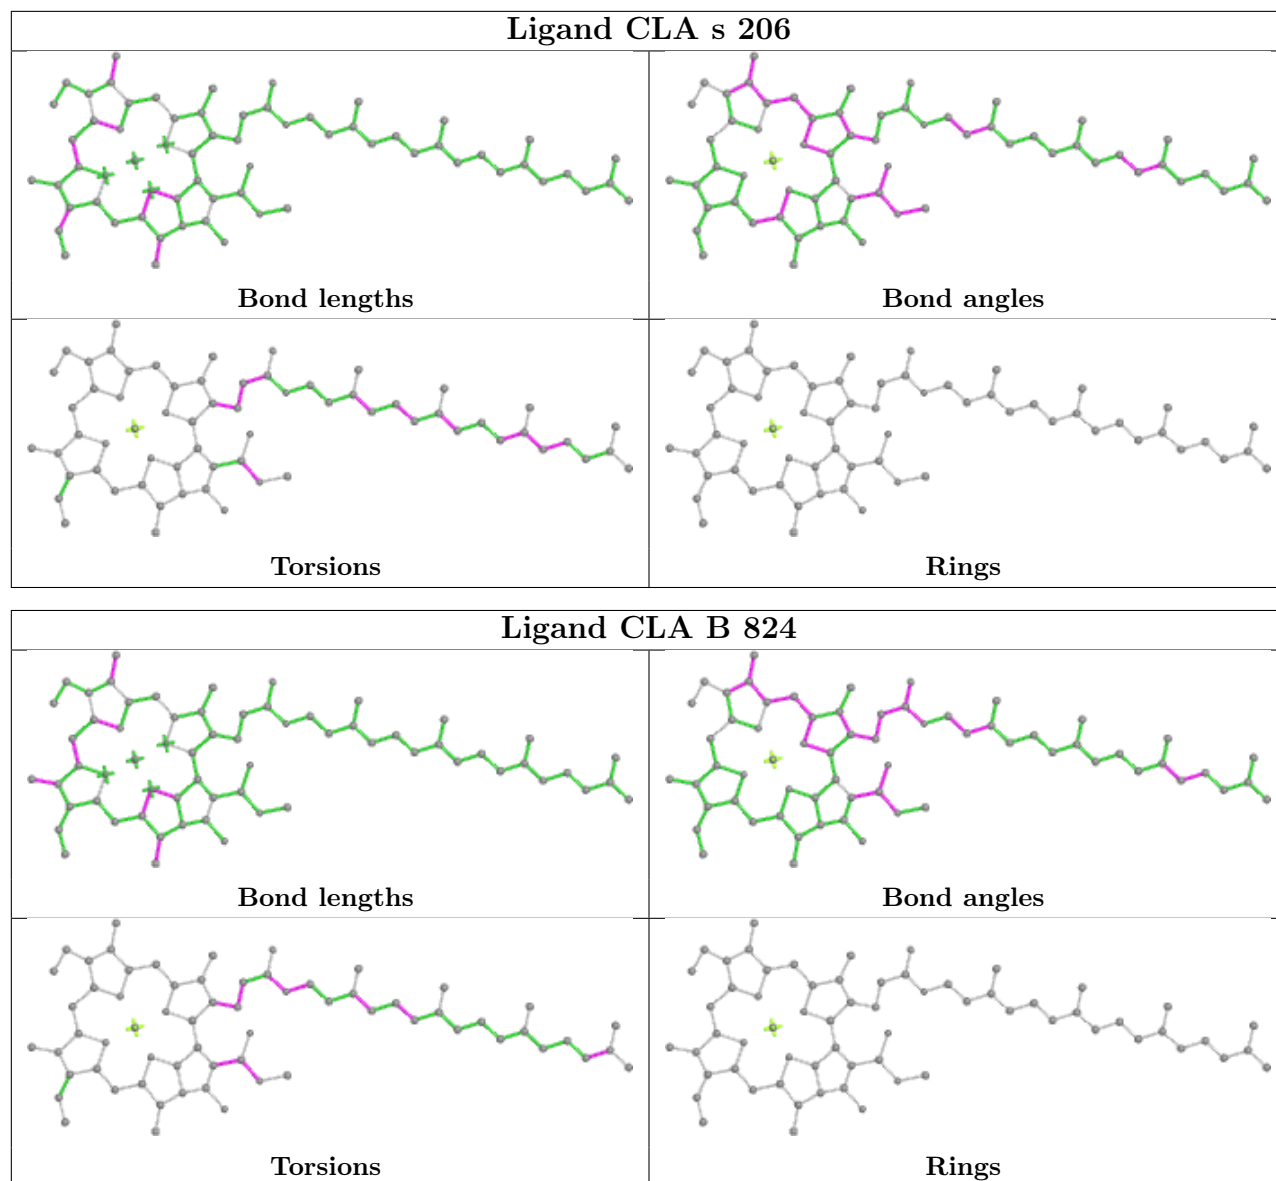 Ligand CLA s 206
Bond lengths
Bond angles
Torsions
Rings
Ligand CLA B 824
Bond lengths
Bond angles
Torsions
Rings